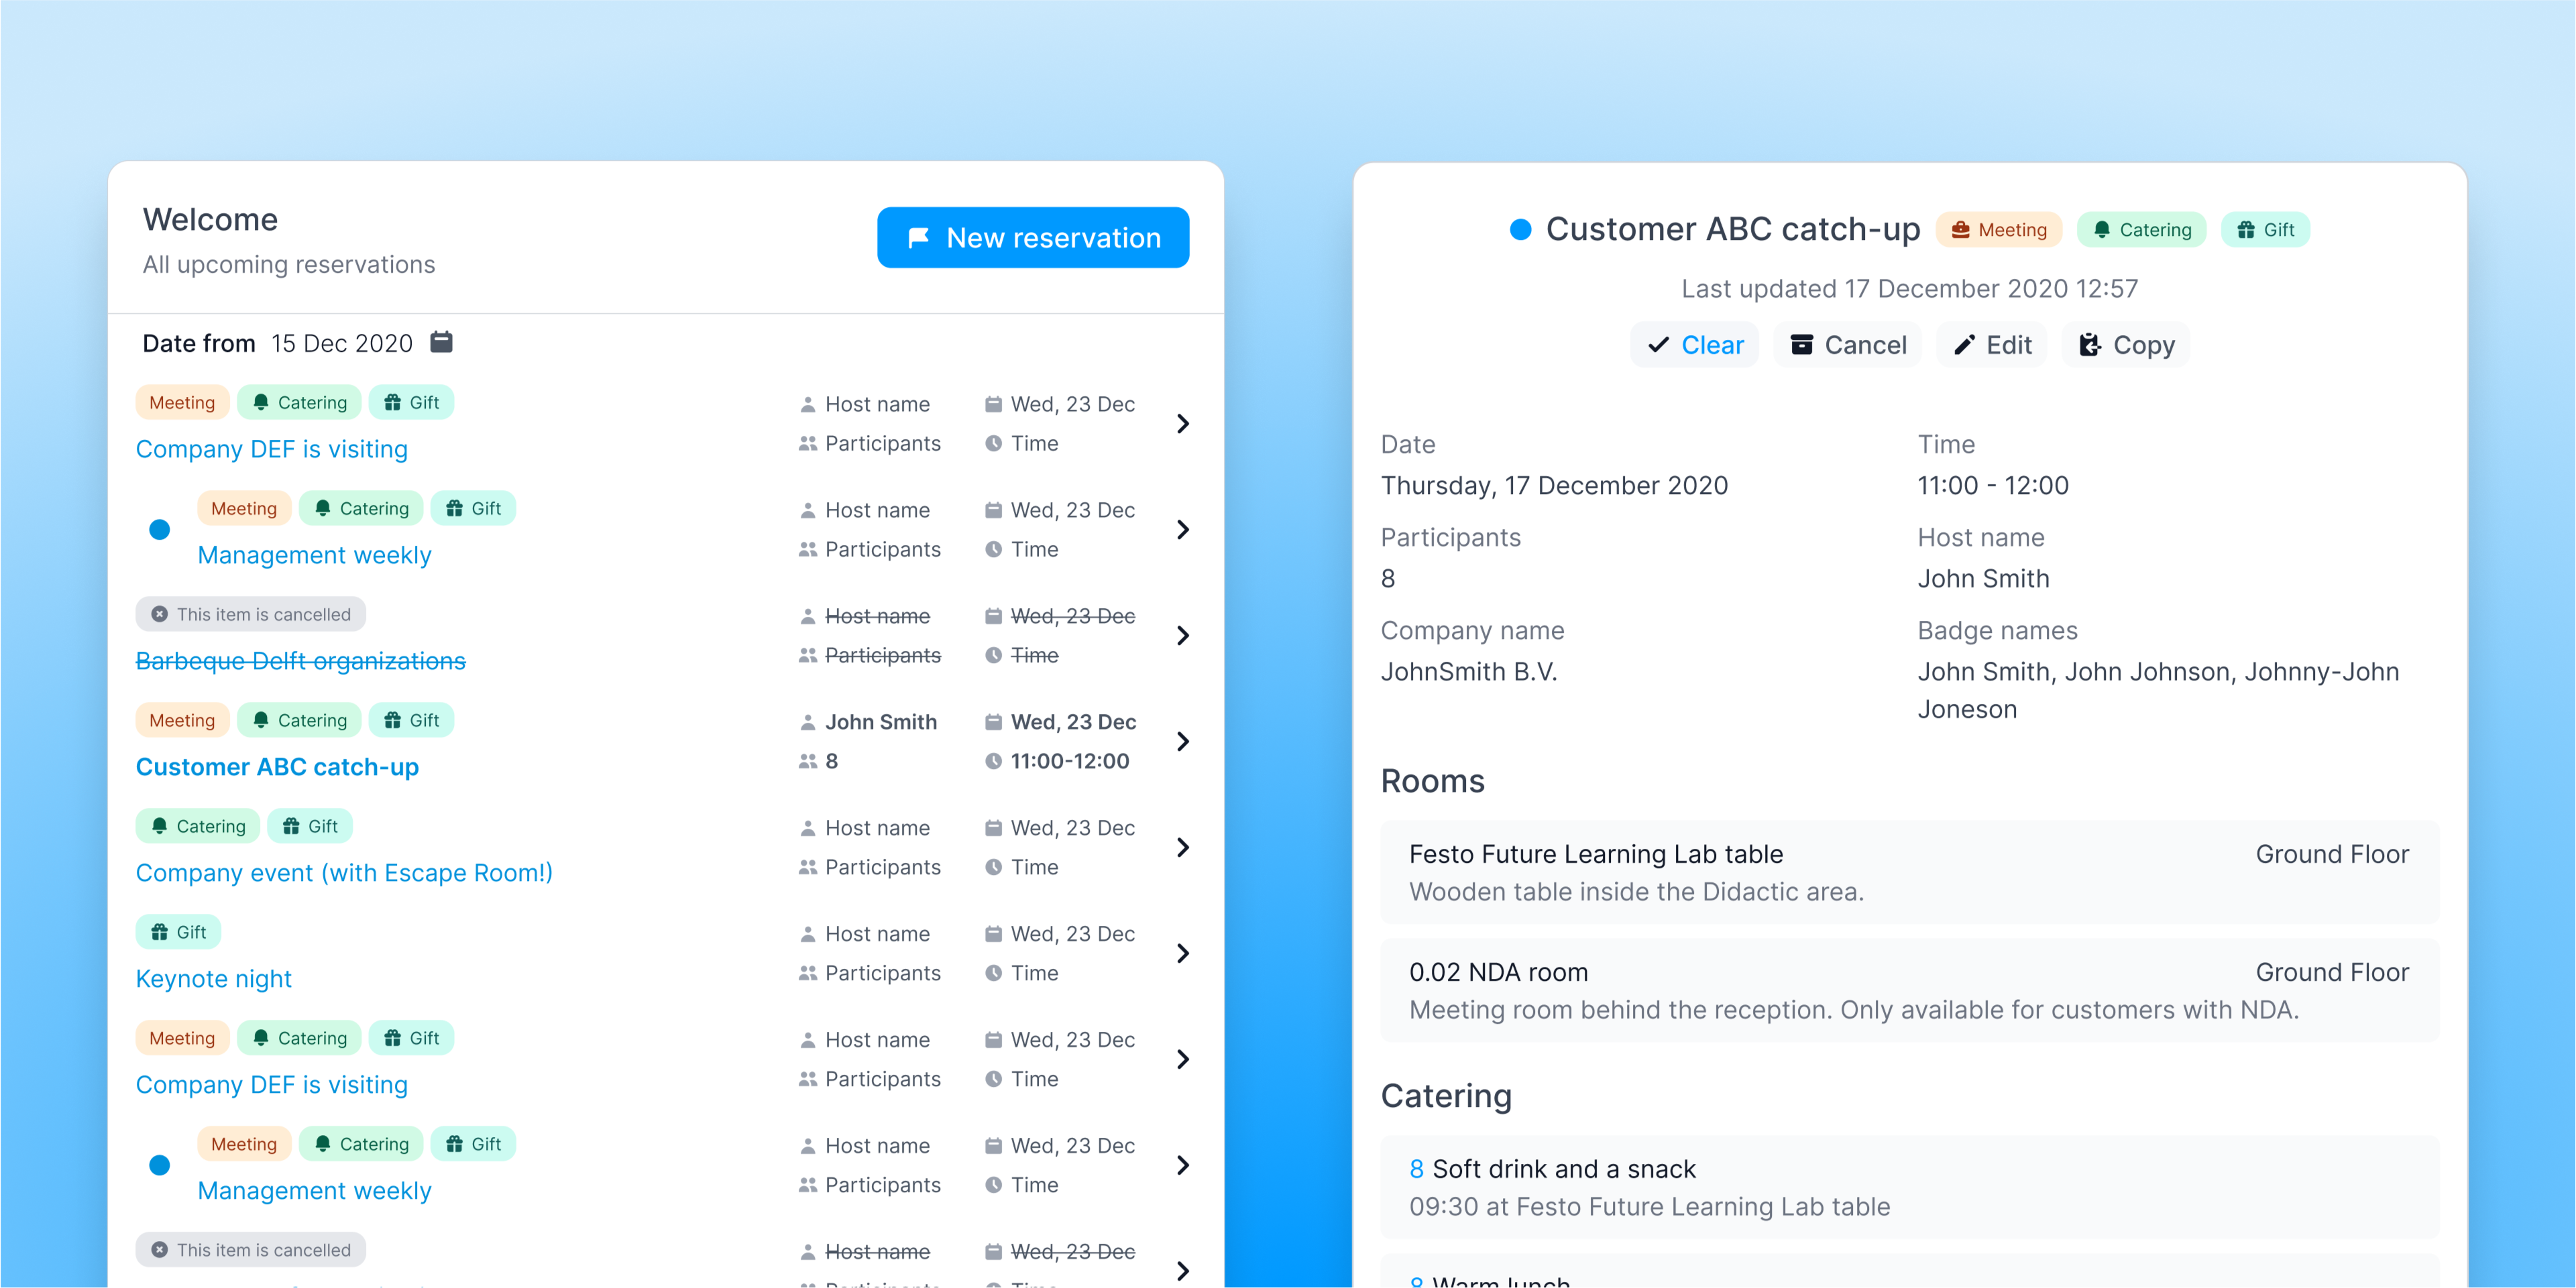 Welcome
All upcoming reservations
New reservation
Date from 15 Dec 2020
Meeting Catering Gift
Company DEF is visiting
Host name Wed, 23 Dec
Participants Time
Meeting Catering Gift
Management weekly
Host name Wed, 23 Dec
Participants Time
This item is cancelled
Barbeque Delft organizations
Host name Wed, 23 Dec
Participants Time
Meeting Catering Gift
Customer ABC catch-up
John Smith Wed, 23 Dec
8 11:00-12:00
Catering Gift
Company event (with Escape Room!)
Host name Wed, 23 Dec
Participants Time
Gift
Keynote night
Host name Wed, 23 Dec
Participants Time
Meeting Catering Gift
Company DEF is visiting
Host name Wed, 23 Dec
Participants Time
Meeting Catering Gift
Management weekly
Host name Wed, 23 Dec
Participants Time
This item is cancelled
Host name Wed, 23 Dec
Participants Time
Customer ABC catch-up Meeting Catering Gift
Last updated 17 December 2020 12:57
Clear Cancel Edit Copy
Date
Thursday, 17 December 2020
Time
11:00 - 12:00
Participants
8
Host name
John Smith
Company name
JohnSmith B.V.
Badge names
John Smith, John Johnson, Johnny-John
Joneson
Rooms
Festo Future Learning Lab table Ground Floor
Wooden table inside the Didactic area.
0.02 NDA room Ground Floor
Meeting room behind the reception. Only available for customers with NDA.
Catering
8 Soft drink and a snack
09:30 at Festo Future Learning Lab table
8 Warm lunch